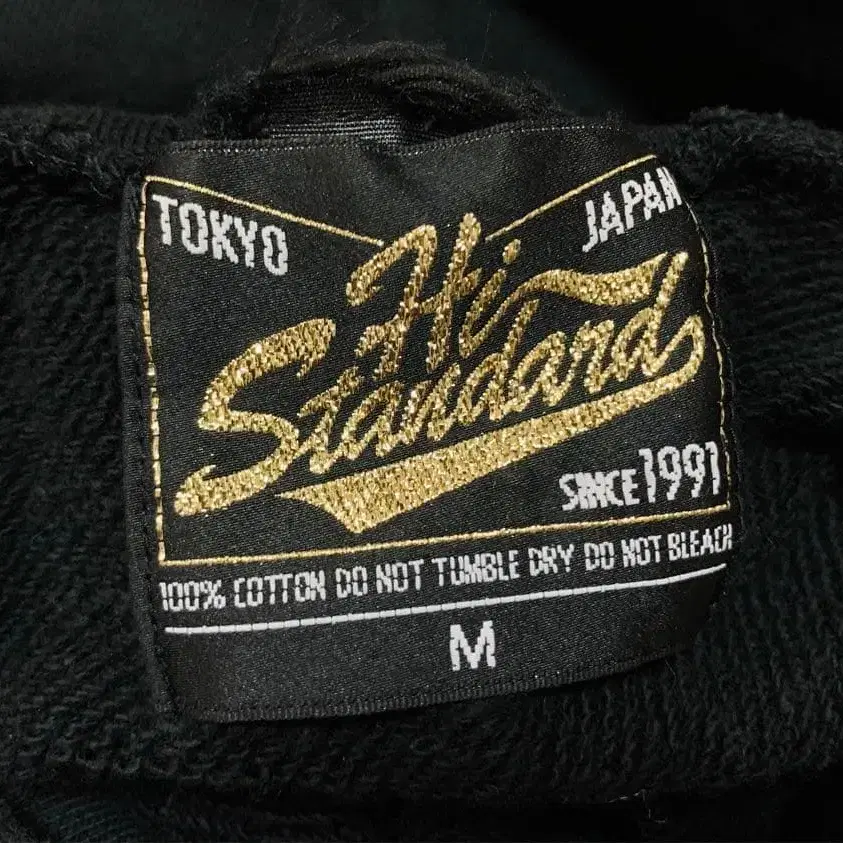 TOKYO JAPAN
Hi
Standard
SINCE 1991
100% COTTON DO NOT TUMBLE DRY DO NOT BLEACH
M